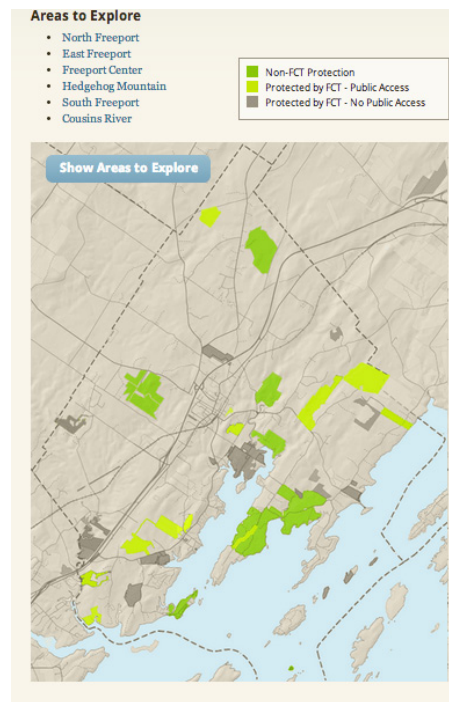 Areas to Explore
North Freeport
East Freeport
Freeport Center
Hedgehog Mountain
South Freeport
Cousins River
Non-FCT Protection
Protected by FCT - Public Access
Protected by FCT - No Public Access
Show Areas to Explore